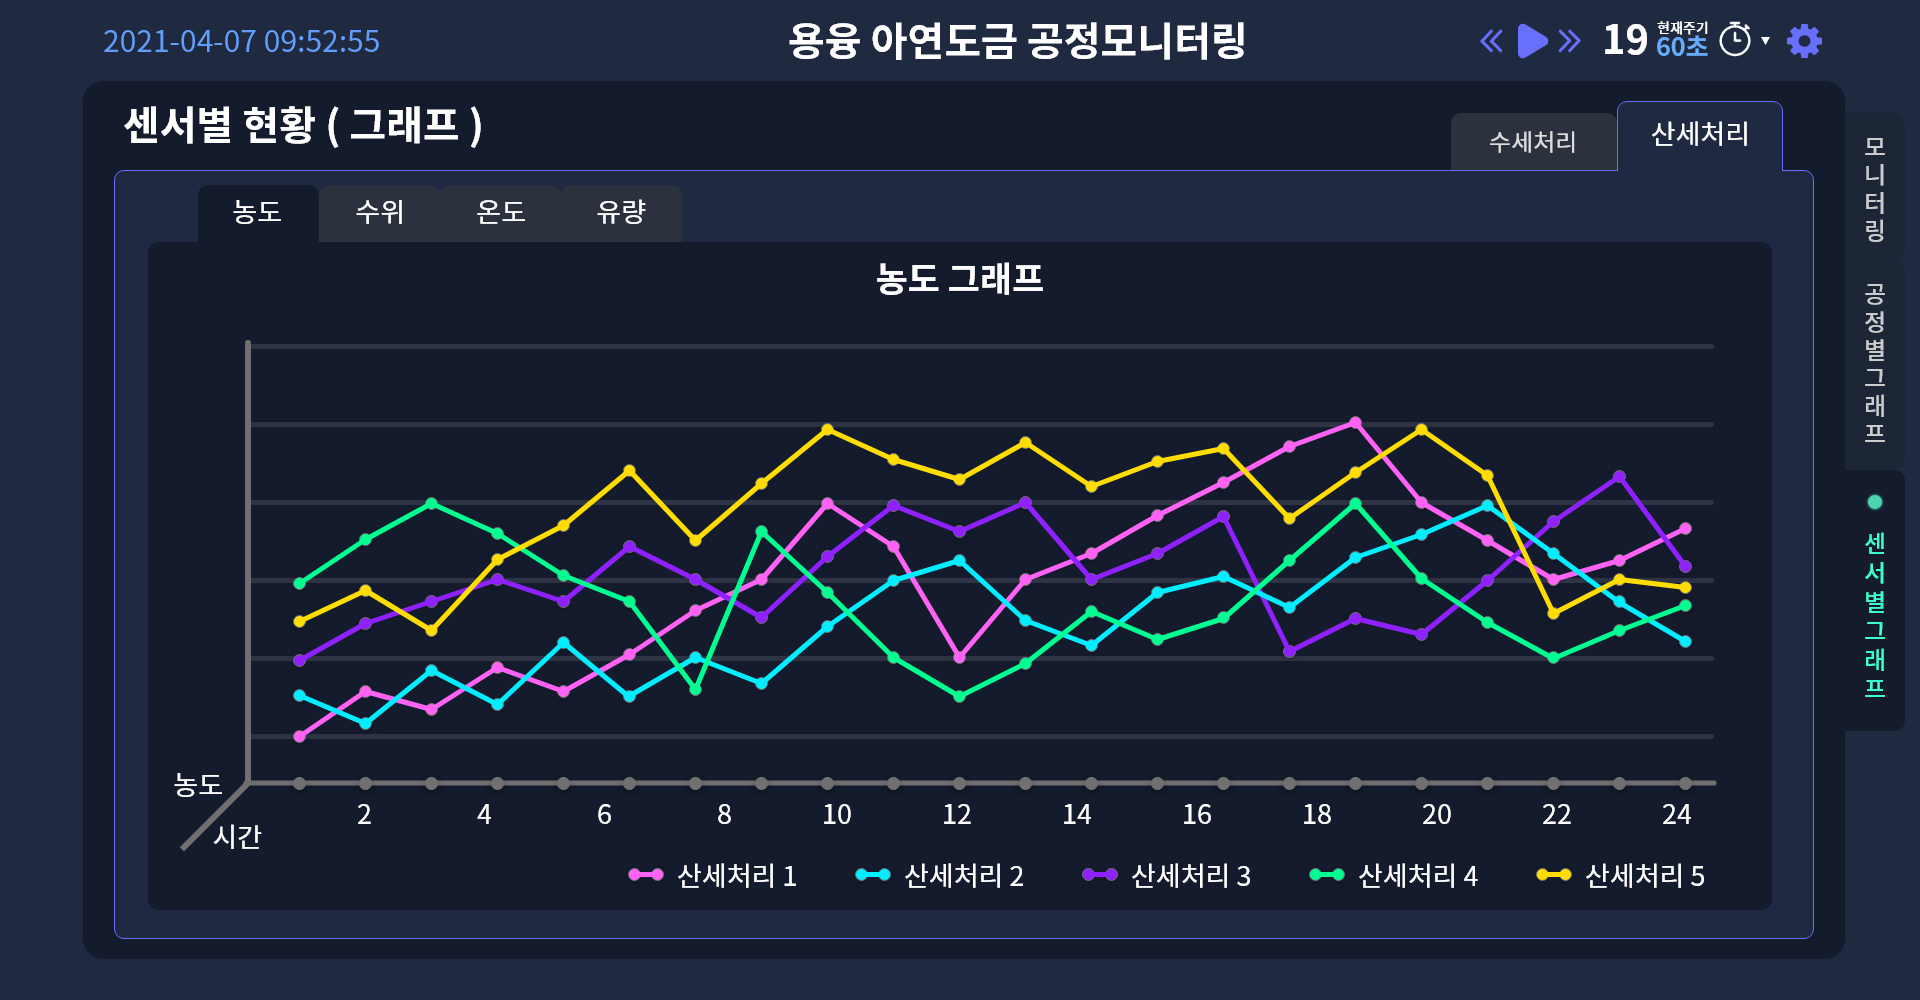 2021-04-07 09:52:55
용융 아연도금 공정모니터링
19
현재주기
60초
센서별 현황 ( 그래프 )
수세처리
산세처리
모니터링
공정별그래프
센서별그래프
농도
수위
온도
유량
농도 그래프
농도
시간
2 4 6 8 10 12 14 16 18 20 22 24
산세처리 1
산세처리 2
산세처리 3
산세처리 4
산세처리 5